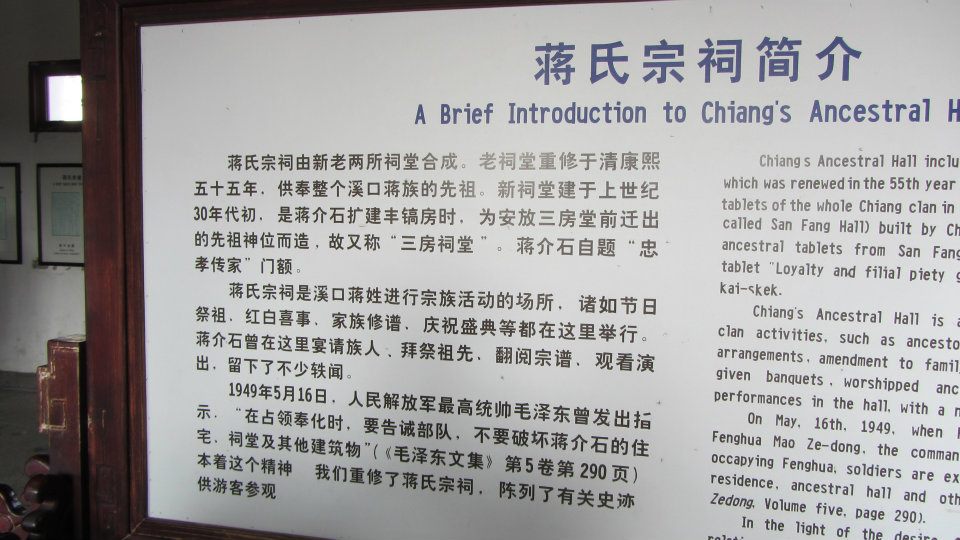 蒋氏宗祠简介
A Brief Introduction to Chiang's Ancestral H
蒋氏宗祠由新老两所祠堂合成。老祠堂重修于清康熙
五十五年，供奉整个溪口蒋族的先祖。新祠堂建于上世纪
30年代初，是蒋介石扩建丰镐房时，为安放三房堂前迁出
的先祖神位而造，故又称“三房祠堂”。蒋介石自题“忠
孝传家”门额。
蒋氏宗祠是溪口蒋姓进行宗族活动的场所，诸如节日
祭祖、红白喜事、家族修谱、庆祝盛典等都在这里举行。
蒋介石曾在这里宴请族人、拜祭祖先、翻阅宗谱、观看演
出，留下了不少轶闻。
1949年5月16日，人民解放军最高统帅毛泽东曾发出指
示，“在占领奉化时，要告诫部队，不要破坏蒋介石的住
宅，祠堂及其他建筑物”(《毛泽东文集》第5卷第290页)
本着这个精神 我们重修了蒋氏宗祠，陈列了有关史迹
供游客参观
Chiang's Ancestral Hall inclu
which was renewed in the 55th year
tablets of the whole Chiang clan in
called San Fang Hall) built by Ch
ancestral tablets from San Fang
tablet "Loyalty and filial piety g
kai-skek.
Chiang's Ancestral Hall is a
clan activities, such as ancesto
arrangements, amendment to famil
given banquets, worshipped anc
performances in the hall, with a n
On May, 16th, 1949, when
Fenghua Mao Ze-dong, the comman
occapying Fenghua, soldiers are ex
residence, ancestral hall and oth
Zedong, Volume five, page 290).
In the light of the desire